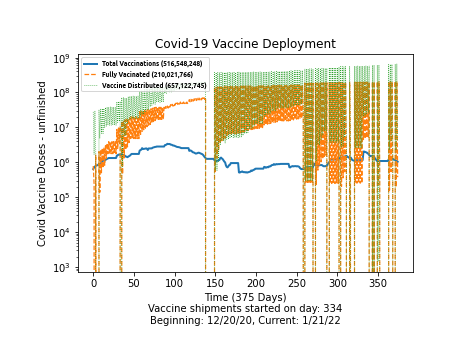 Covid-19 Vaccine Deployment
Total Vaccinations (516,548,248)
Fully Vacinated (210,021,766)
Vaccine Distributed (657,122,745)
Covid Vaccine Doses - unfinished
10⁹
10⁸
10⁷
10⁶
10⁵
10⁴
10³
0 50 100 150 200 250 300 350
Time (375 Days)
Vaccine shipments started on day: 334
Beginning: 12/20/20, Current: 1/21/22